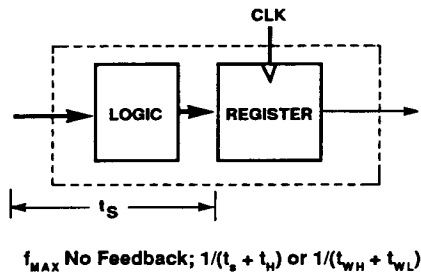 CLK
LOGIC
REGISTER
tS
fMAX No Feedback; 1/(ts + tH) or 1/(tWH + tWL)